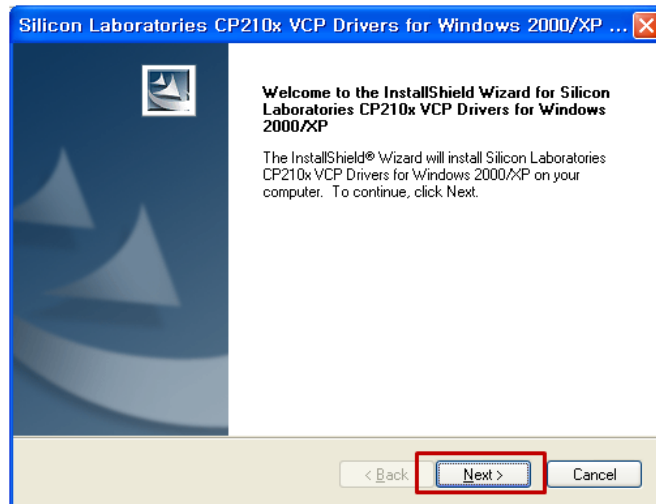 Silicon Laboratories CP210x VCP Drivers for Windows 2000/XP ...
Welcome to the InstallShield Wizard for Silicon
Laboratories CP210x VCP Drivers for Windows
2000/XP
The InstallShield® Wizard will install Silicon Laboratories
CP210x VCP Drivers for Windows 2000/XP on your
computer. To continue, click Next.
< Back Next > Cancel